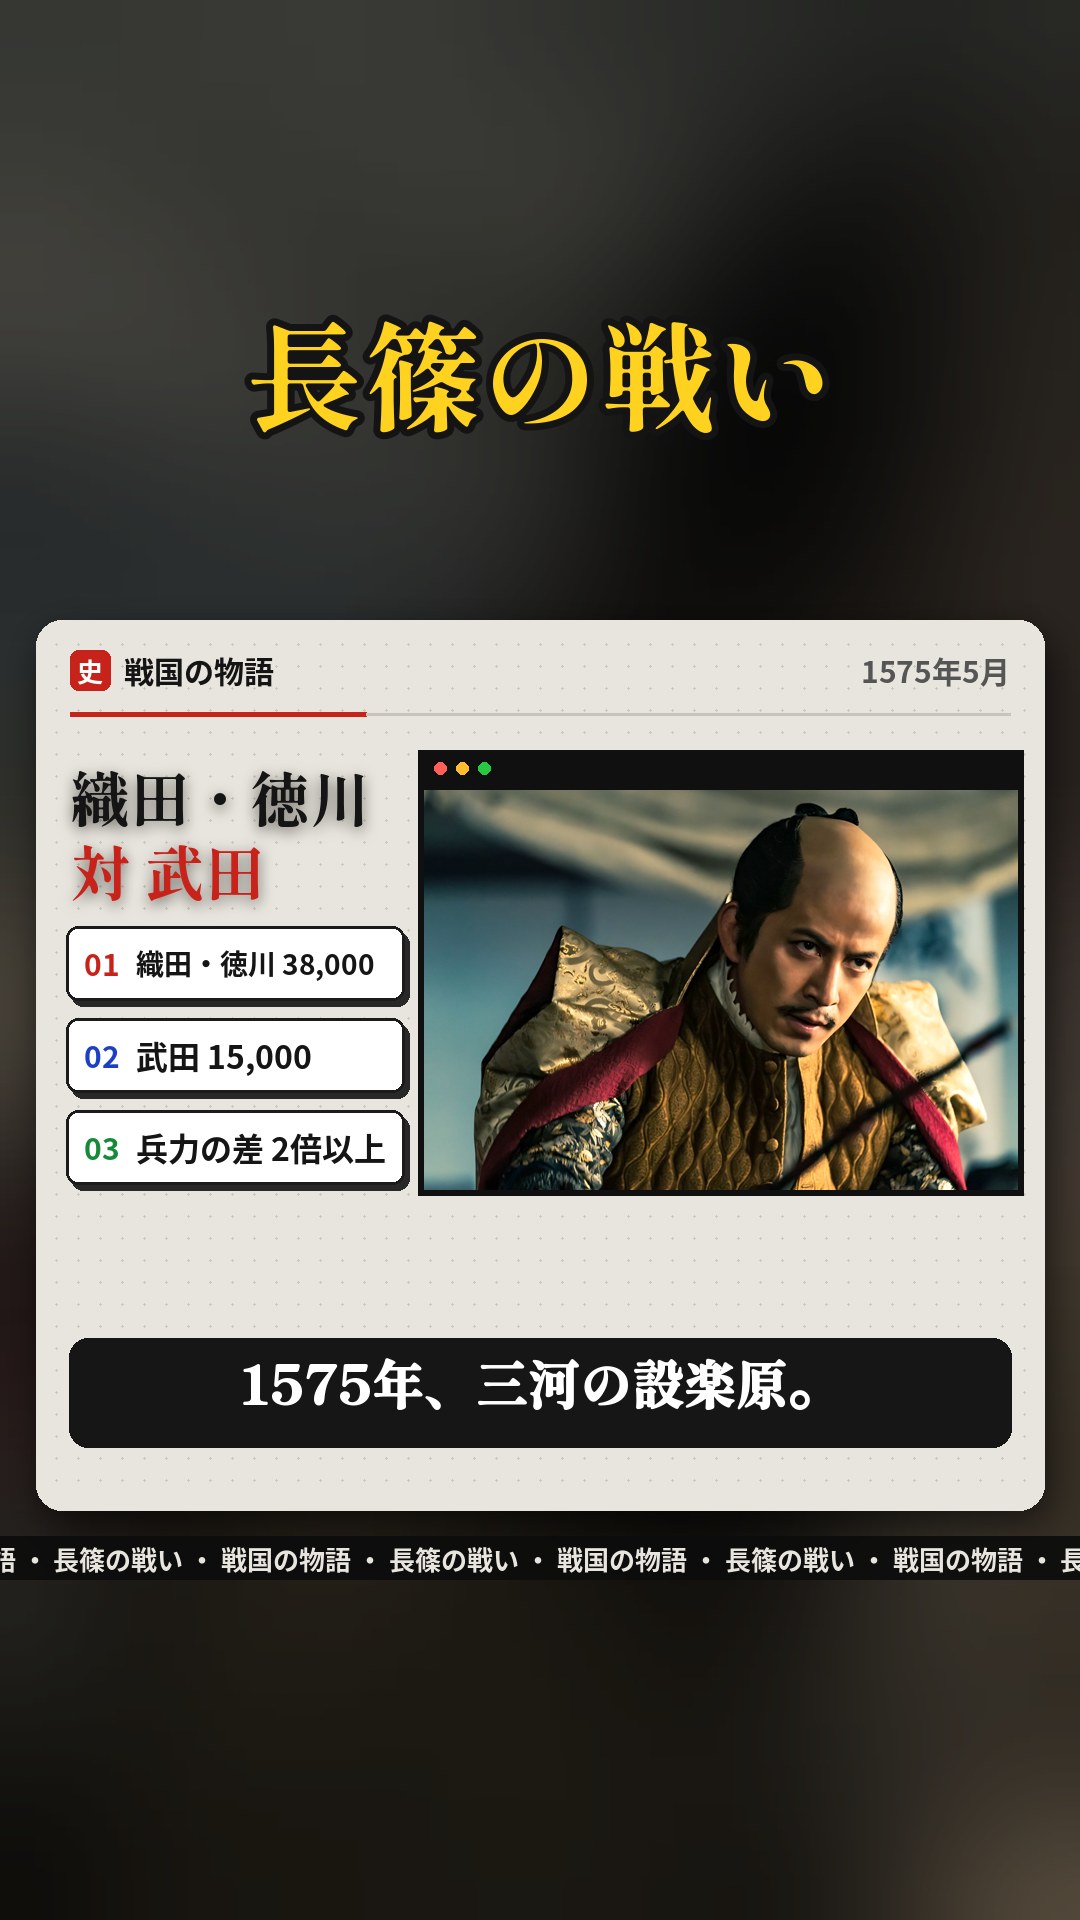 長篠の戦い
史 戦国の物語
1575年5月
織田・徳川
対 武田
01 織田・徳川 38,000
02 武田 15,000
03 兵力の差 2倍以上
1575年、三河の設楽原。
語 ・ 長篠の戦い ・ 戦国の物語 ・ 長篠の戦い ・ 戦国の物語 ・ 長篠の戦い ・ 戦国の物語 ・ 長